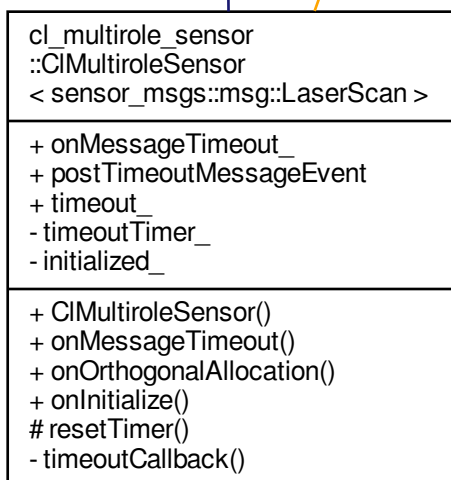 cl_multirole_sensor
::ClMultiroleSensor
< sensor_msgs::msg::LaserScan >
+ onMessageTimeout_
+ postTimeoutMessageEvent
+ timeout_
- timeoutTimer_
- initialized_
+ ClMultiroleSensor()
+ onMessageTimeout()
+ onOrthogonalAllocation()
+ onInitialize()
# resetTimer()
- timeoutCallback()